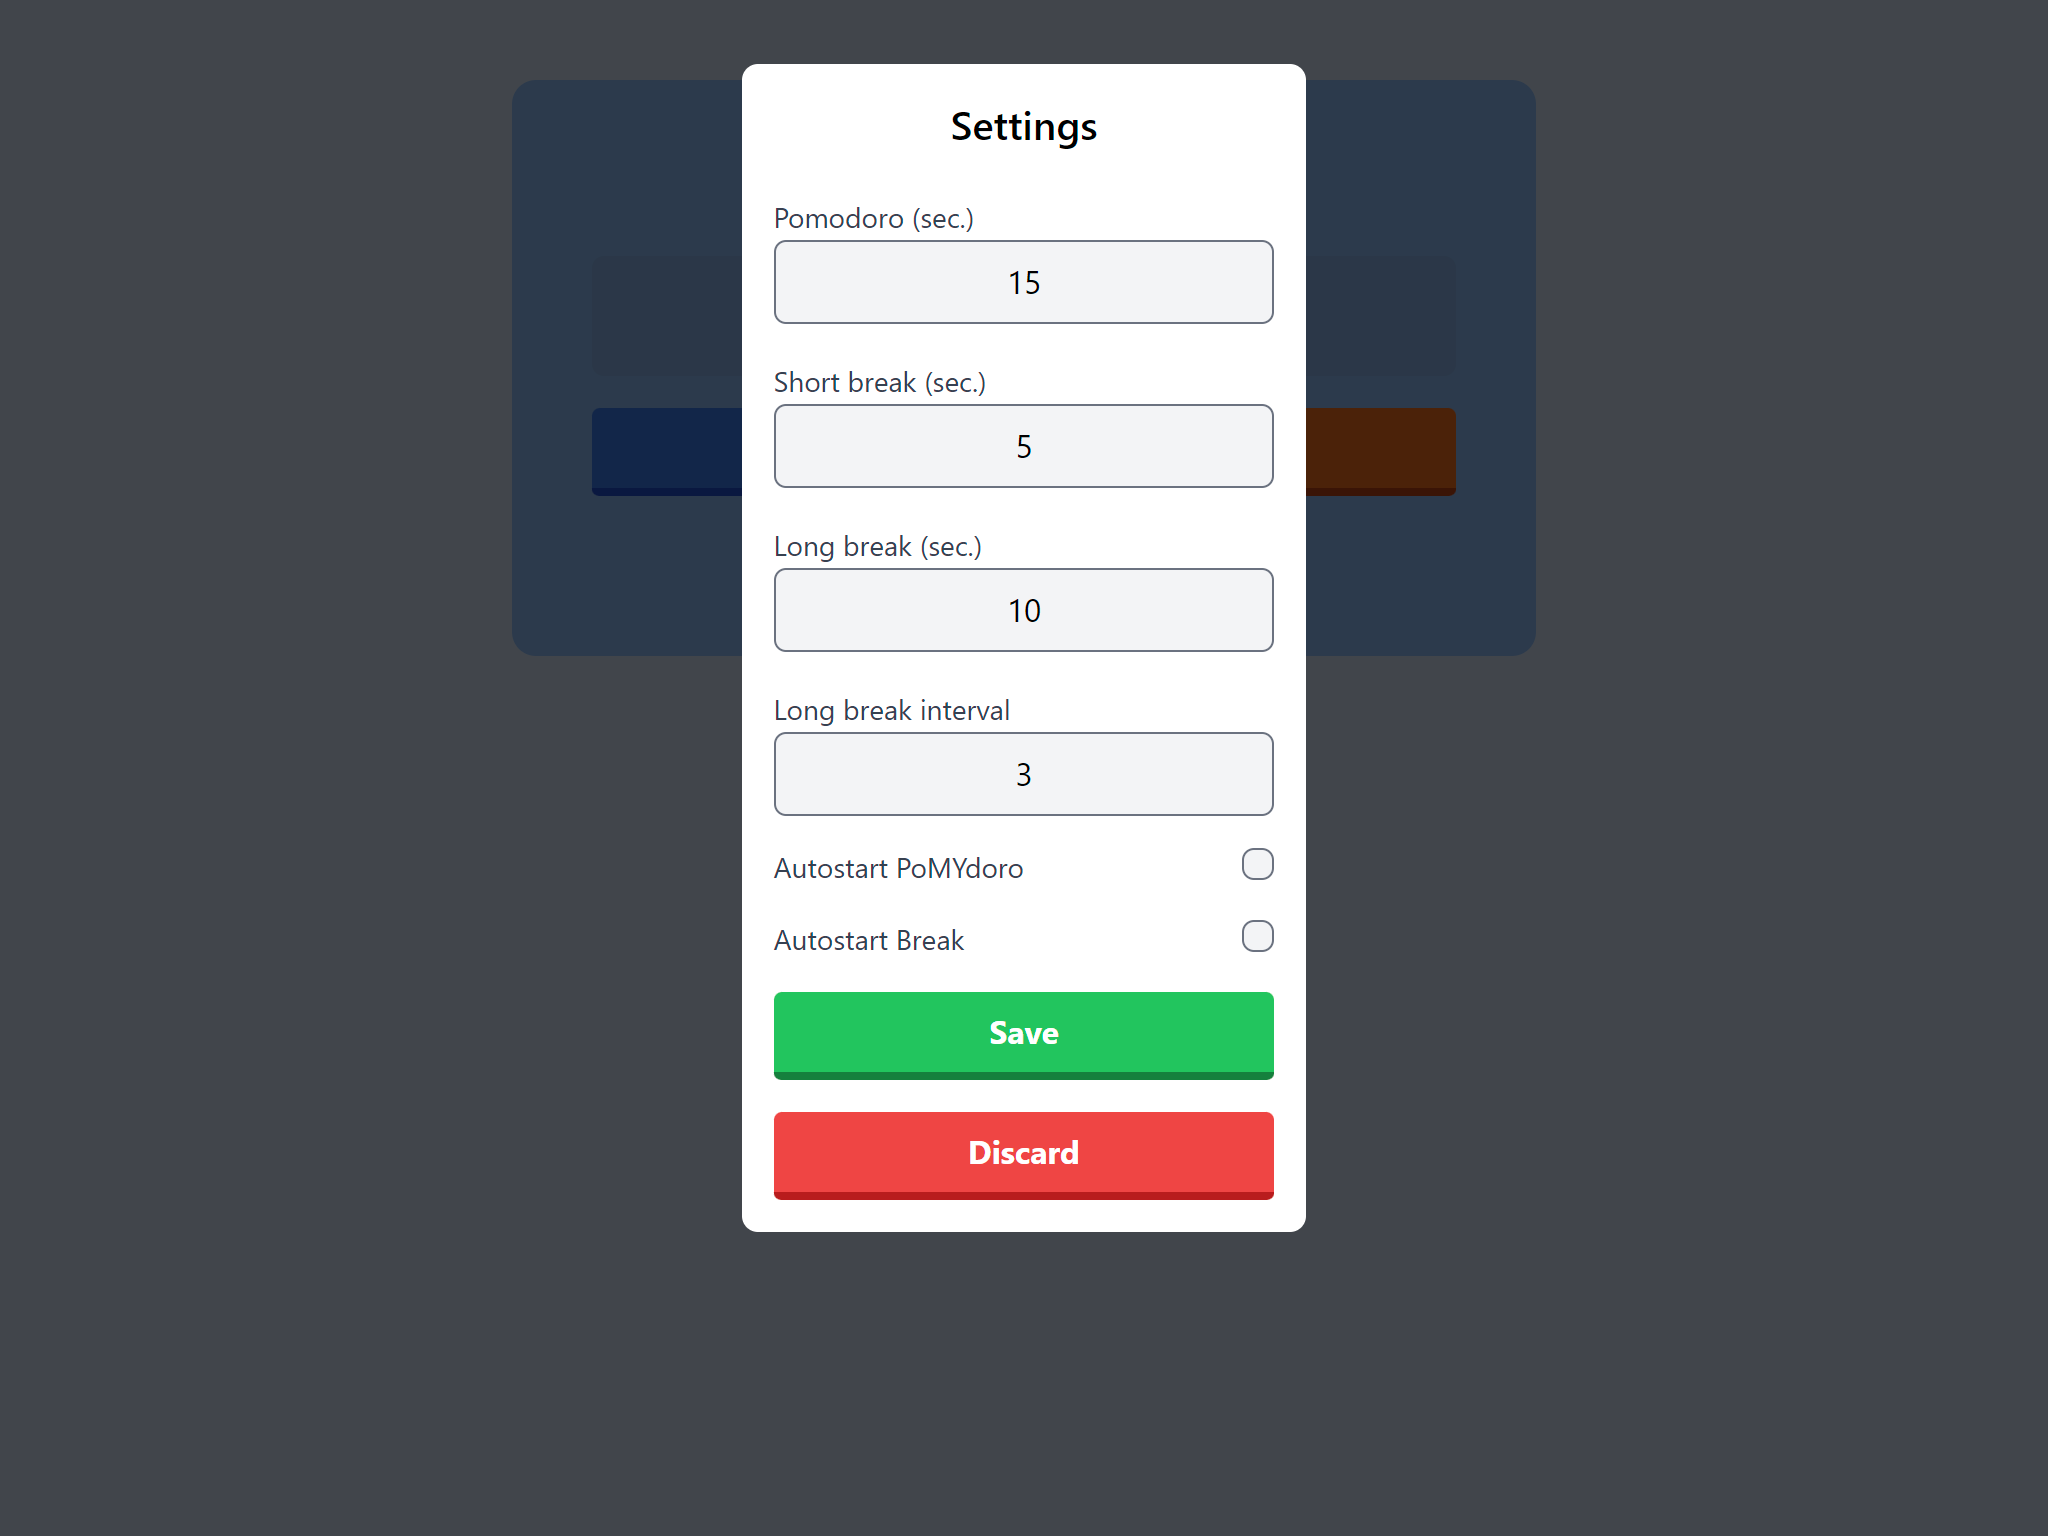 Settings
Pomodoro (sec.)
15
Short break (sec.)
5
Long break (sec.)
10
Long break interval
3
Autostart PoMYdoro
Autostart Break
Save
Discard